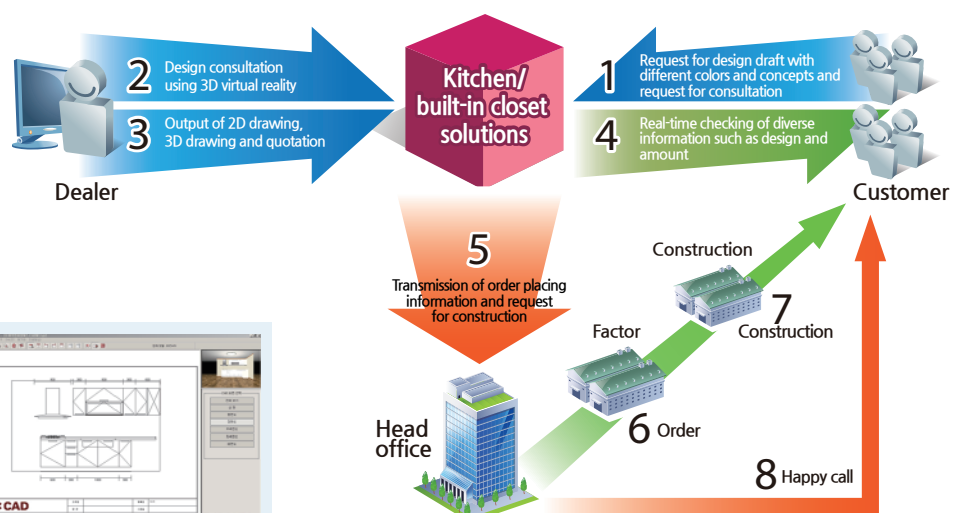 2 Design consultation
using 3D virtual reality
3 Output of 2D drawing,
3D drawing and quotation
Dealer
Kitchen/
built-in closet
solutions
1 Request for design draft with
different colors and concepts and
request for consultation
4 Real-time checking of diverse
information such as design and
amount
Customer
5
Transmission of order placing
information and request
for construction
Construction
7
Construction
Factor
6 Order
Head
office
8 Happy call
CAD